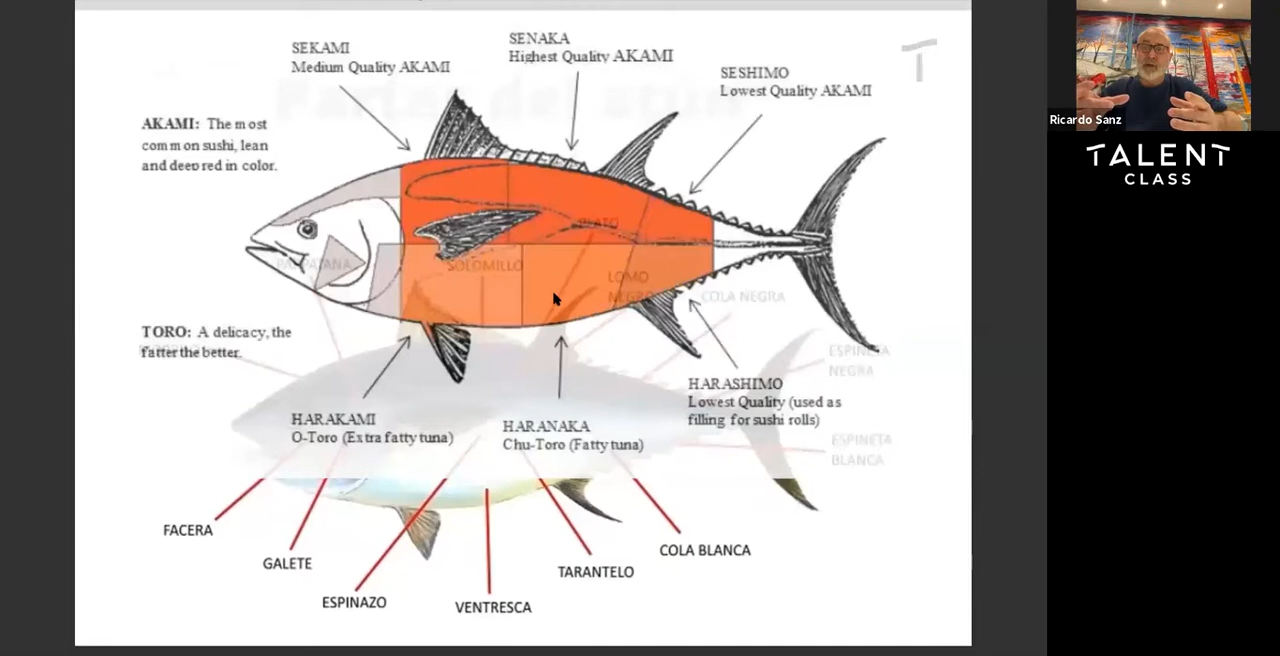 SEKAMI
Medium Quality AKAMI
SENAKA
Highest Quality AKAMI
SESHIMO
Lowest Quality AKAMI
T
AKAMI: The most
common sushi, lean
and deep red in color.
PLATO
PARPATANA
SOLOMILLO
LOMO
NEGRO
COLA NEGRA
TORO: A delicacy, the
fatter the better.
ESPINETA
NEGRA
HARAKAMI
O-Toro (Extra fatty tuna)
HARANAKA
Chu-Toro (Fatty tuna)
HARASHIMO
Lowest Quality (used as
filling for sushi rolls)
ESPINETA
BLANCA
FACERA
GALETE
ESPINAZO
VENTRESCA
TARANTELO
COLA BLANCA
Ricardo Sanz
TALENT
CLASS